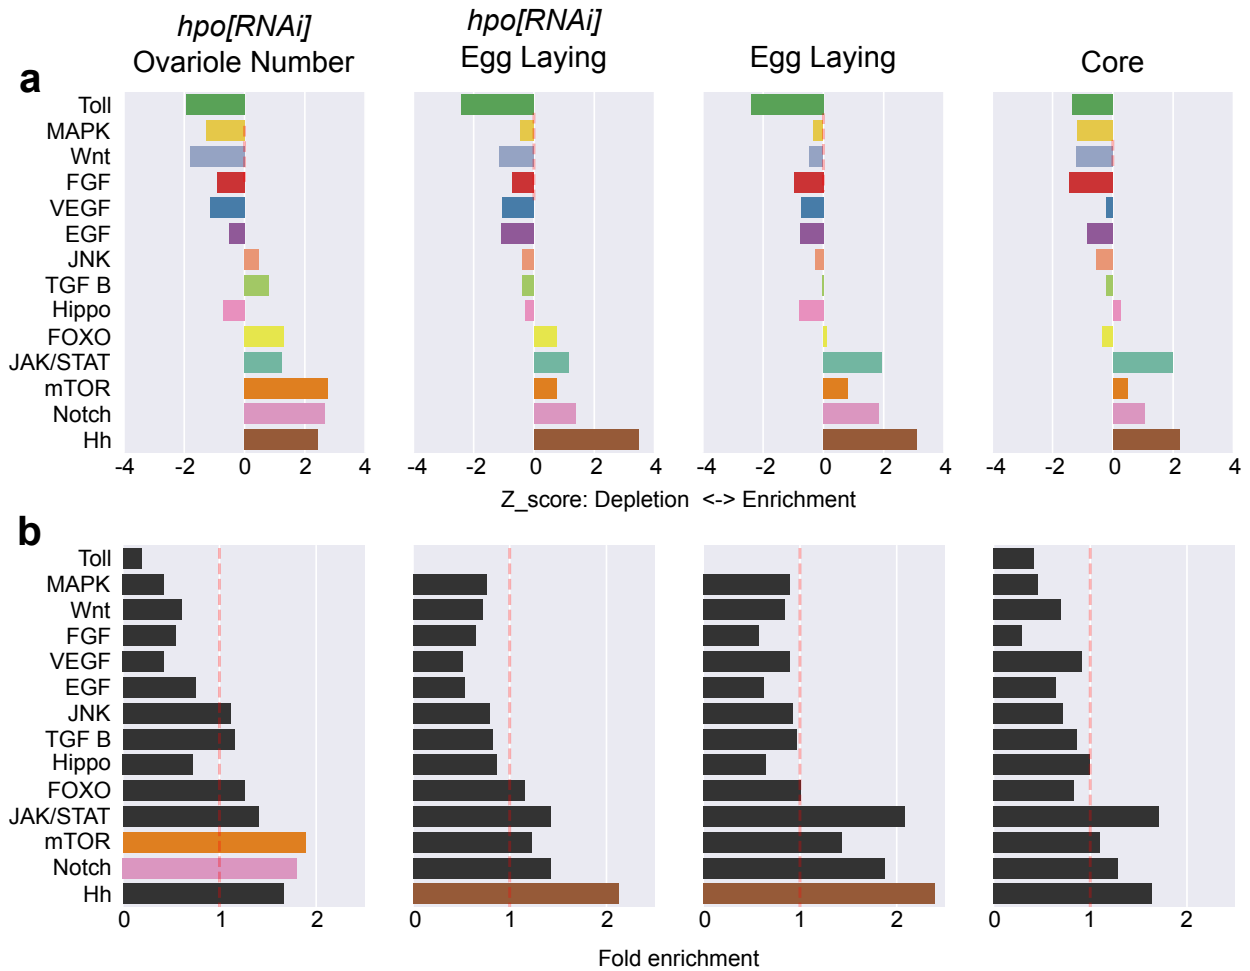 hpo[RNAi] hpo[RNAi]
Ovariole Number Egg Laying Egg Laying Core
a
Toll
MAPK
Wnt
FGF
VEGF
EGF
JNK
TGF B
Hippo
FOXO
JAK/STAT
mTOR
Notch
Hh
-4 -2 0 2 4 -4 -2 0 2 4 -4 -2 0 2 4 -4 -2 0 2 4
Z_score: Depletion <-> Enrichment
b
Toll
MAPK
Wnt
FGF
VEGF
EGF
JNK
TGF B
Hippo
FOXO
JAK/STAT
mTOR
Notch
Hh
0 1 2 0 1 2 0 1 2 0 1 2
Fold enrichment